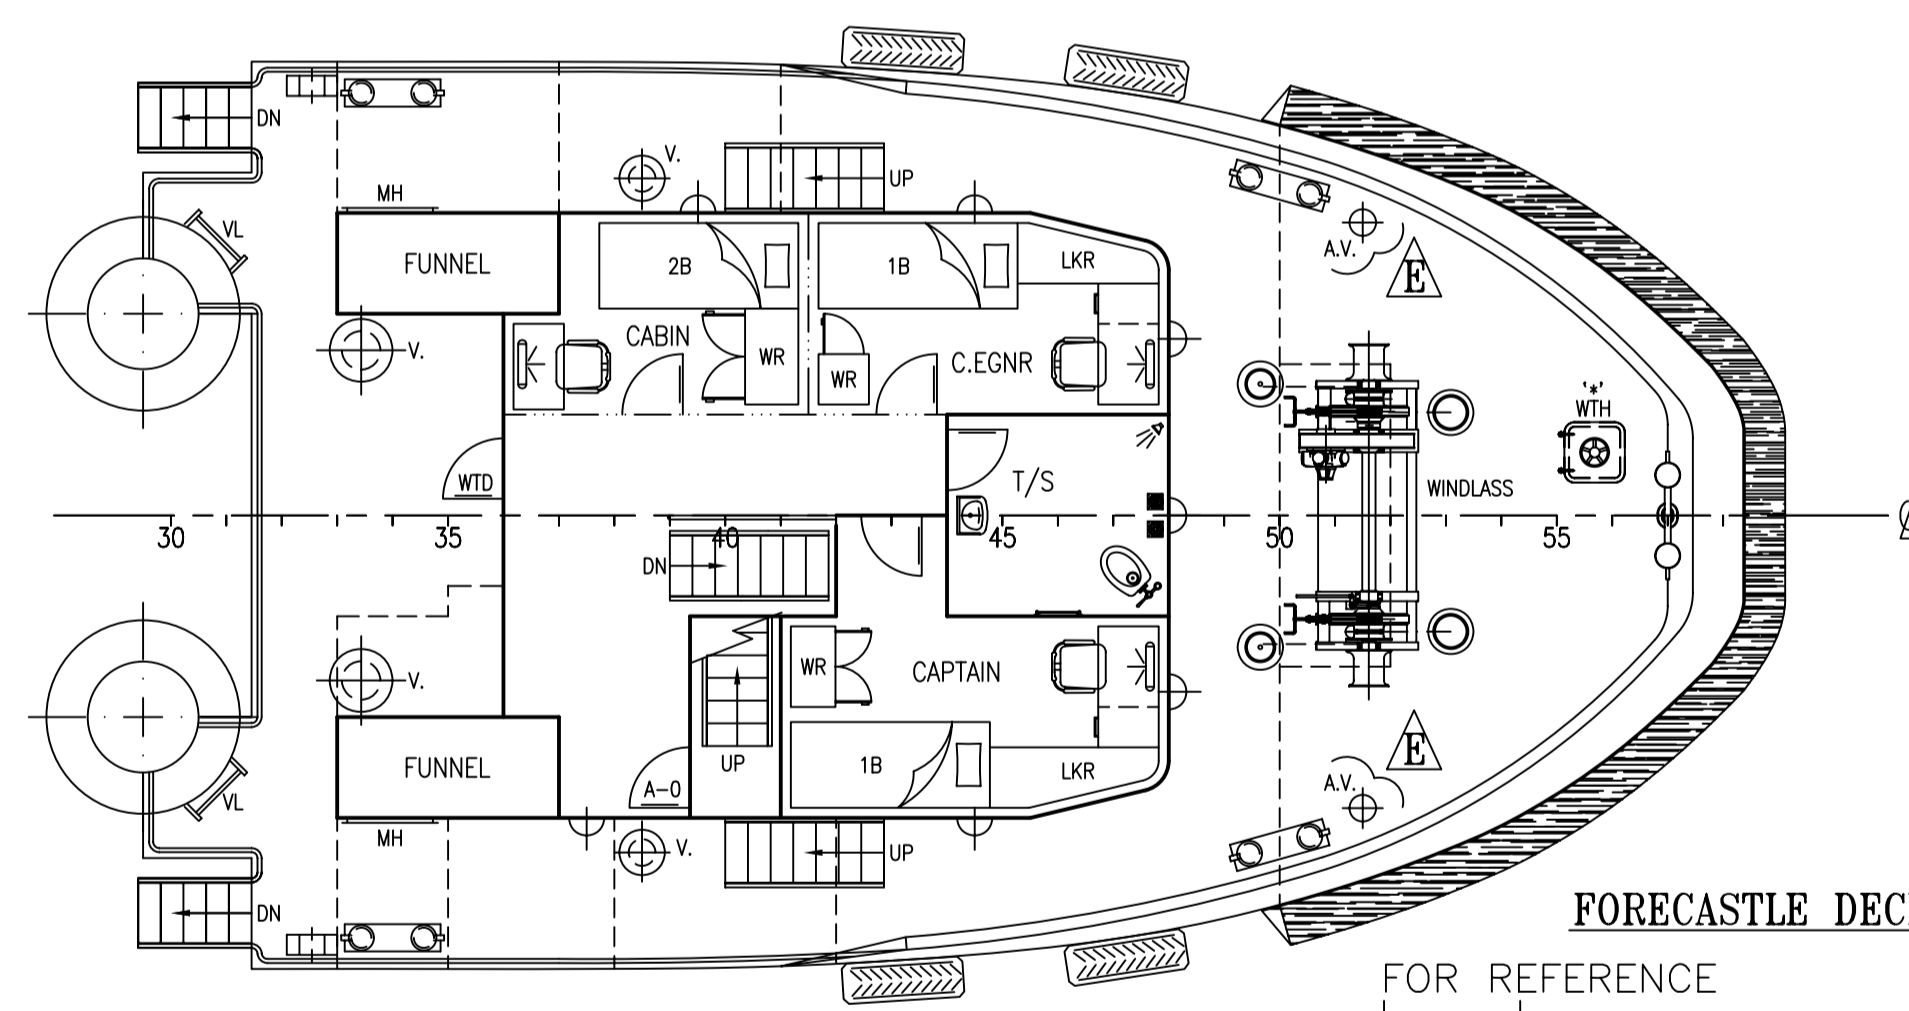 DN
V.
UP
MH
VL
FUNNEL
2B
1B
LKR
A.V.
E
CABIN
WR
WR
C.EGNR
V.
'*'
WTH
WTD
T/S
WINDLASS
30
35
40
45
50
55
DN
V.
WR
CAPTAIN
E
FUNNEL
A-0
UP
1B
LKR
A.V.
VL
MH
V.
UP
DN
FORECASTLE DEC
FOR REFERENCE